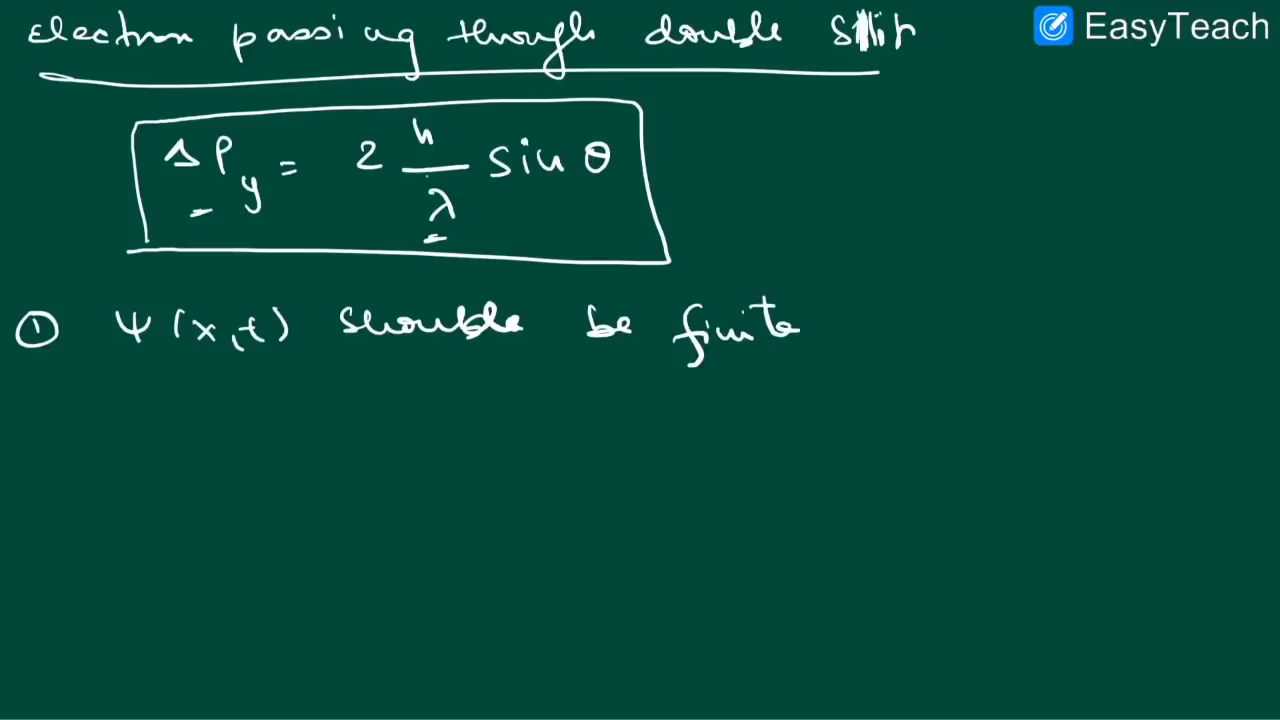 electron passing through double slit
EasyTeach
ΔP_y = 2 h/λ sin θ
① ψ(x,t) should be finite